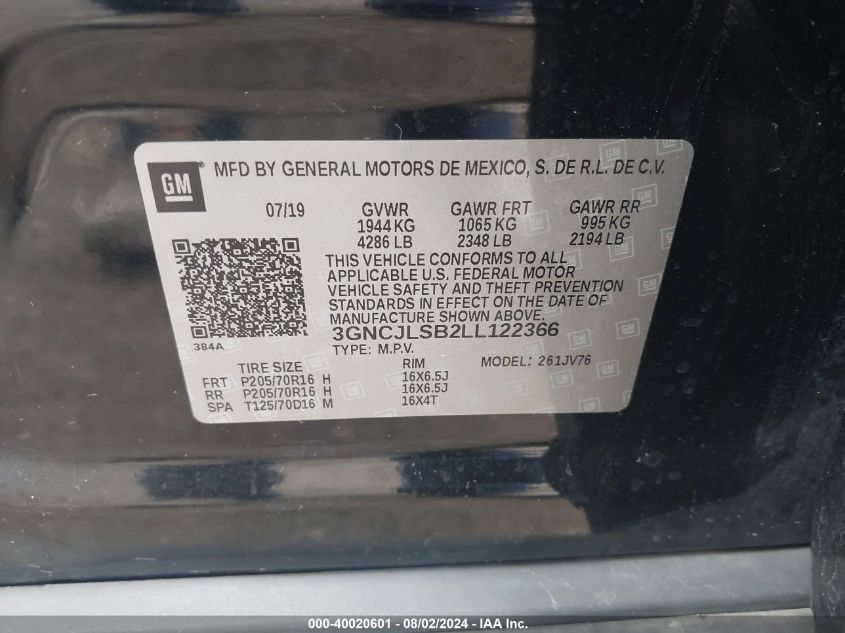 GM® MFD BY GENERAL MOTORS DE MEXICO, S. DE R.L. DE C.V.
07/19 GVWR GAWR FRT GAWR RR
1944 KG 1065 KG 995 KG
4286 LB 2348 LB 2194 LB
THIS VEHICLE CONFORMS TO ALL
APPLICABLE U.S. FEDERAL MOTOR
VEHICLE SAFETY AND THEFT PREVENTION
STANDARDS IN EFFECT ON THE DATE OF
MANUFACTURE SHOWN ABOVE.
384A 3GNCJLSB2LL122366
TYPE: M.P.V. MODEL: 261JV76
TIRE SIZE RIM
FRT P205/70R16 H 16X6.5J
RR P205/70R16 H 16X6.5J
SPA T125/70D16 M 16X4T
000-40020601 - 08/02/2024 - IAA Inc.